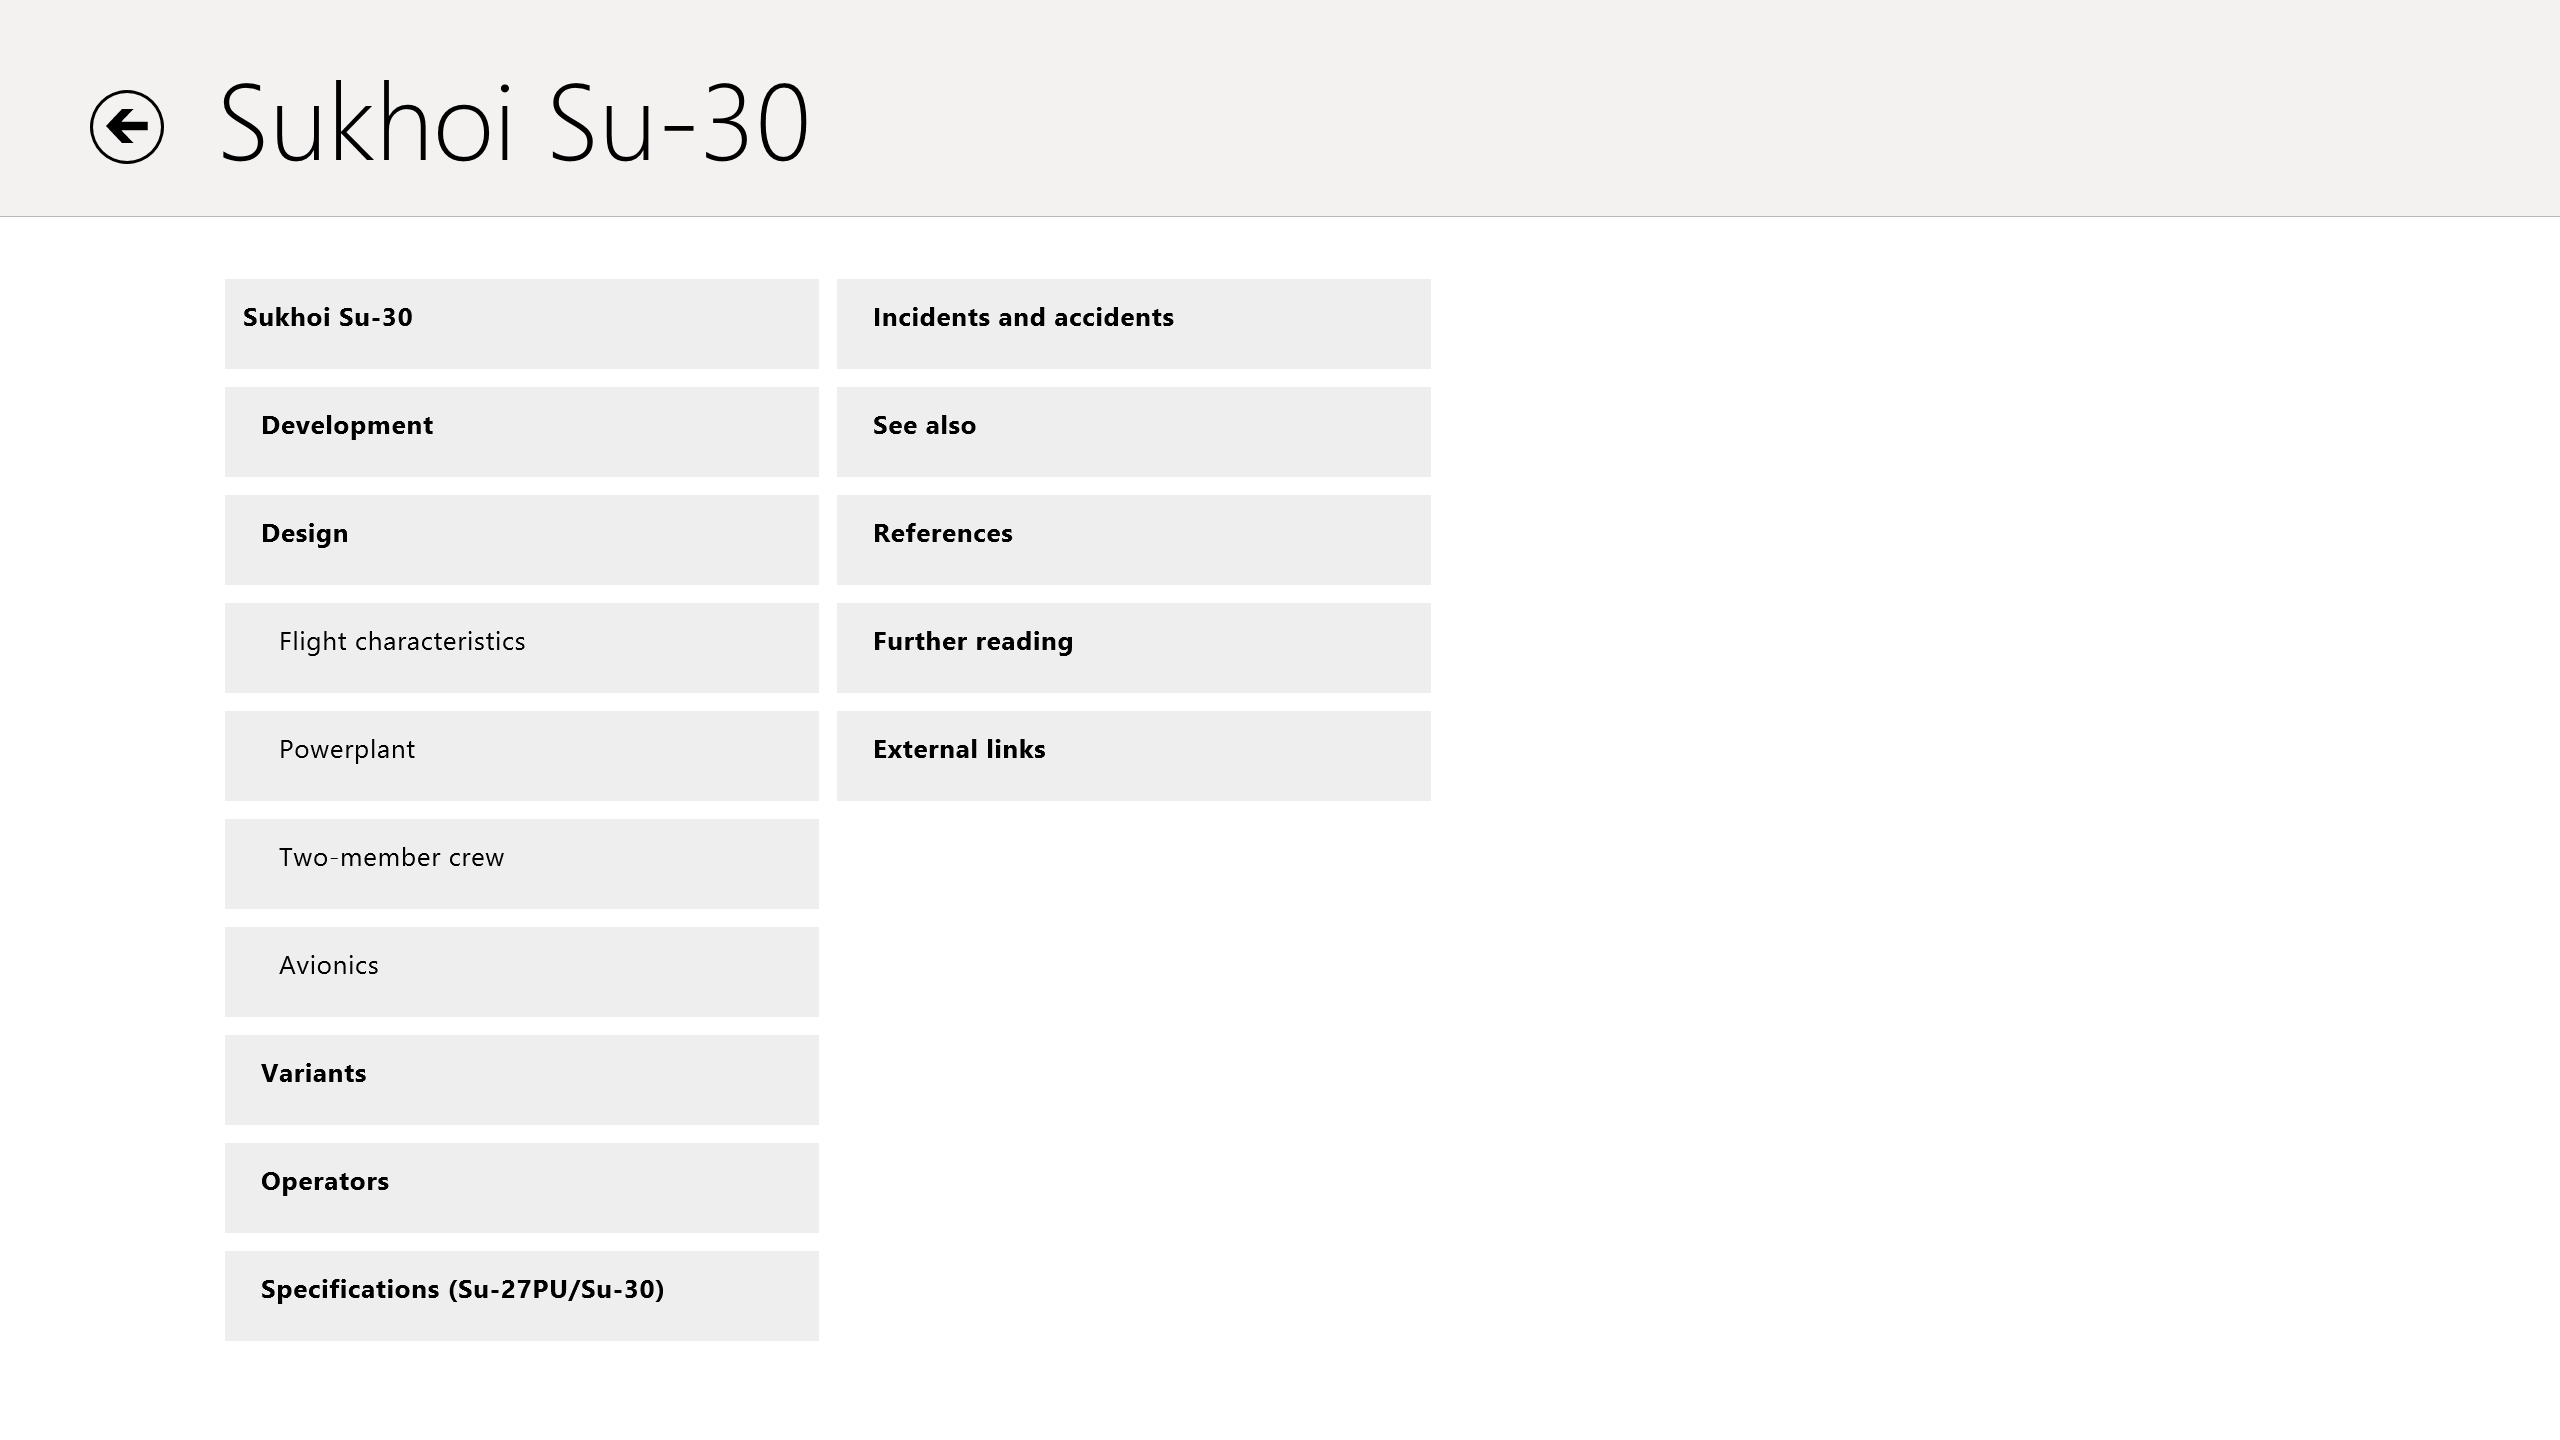 Sukhoi Su-30
Sukhoi Su-30
Development
Design
Flight characteristics
Powerplant
Two-member crew
Avionics
Variants
Operators
Specifications (Su-27PU/Su-30)
Incidents and accidents
See also
References
Further reading
External links